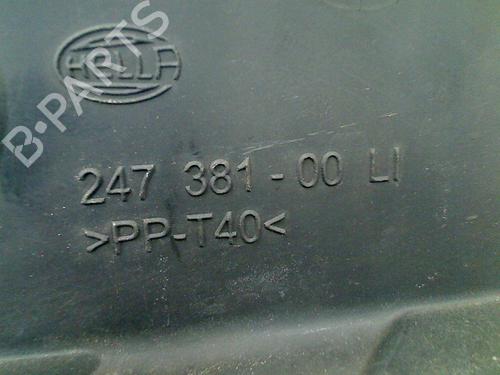 HELLA
B-PARTS
247 381-00 LI
>PP-T40<